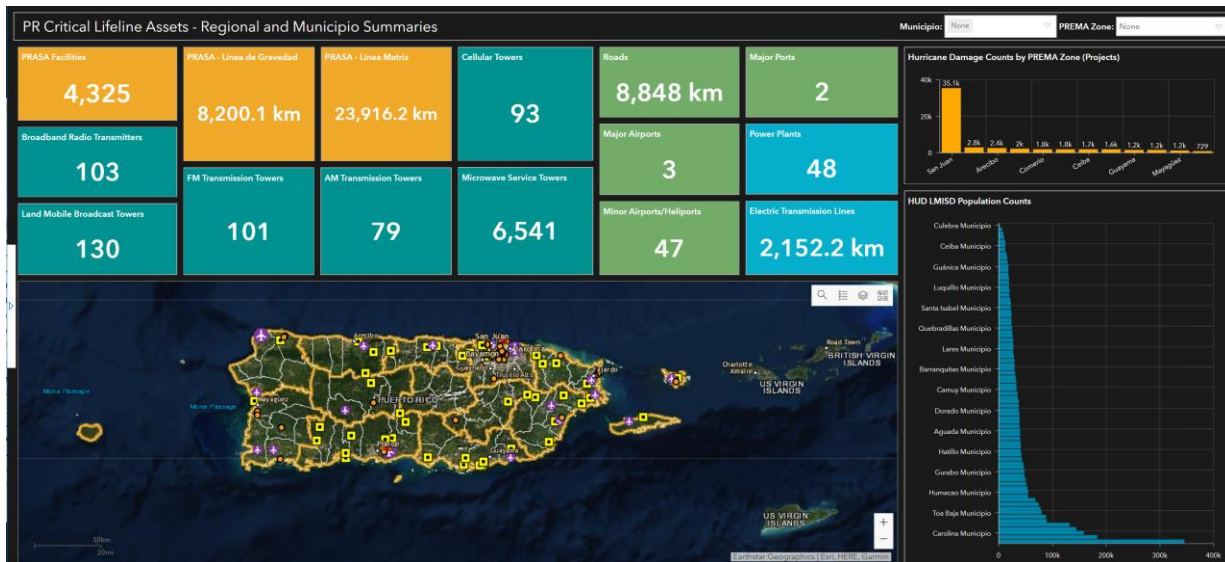 PR Critical Lifeline Assets - Regional and Municipio Summaries
Municipio: None
PREMA Zone: None
PRASA Facilities
4,325
PRASA - Linea de Gravedad
8,200.1 km
PRASA - Linea Matriz
23,916.2 km
Cellular Towers
93
Roads
8,848 km
Major Ports
2
Broadband Radio Transmitters
103
Major Airports
3
Power Plants
48
FM Transmission Towers
101
AM Transmission Towers
79
Microwave Service Towers
6,541
Land Mobile Broadcast Towers
130
Minor Airports/Heliports
47
Electric Transmission Lines
2,152.2 km
Hurricane Damage Counts by PREMA Zone (Projects)
40k
20k
0
35.1k
2.8k
2.4k
2k
1.8k
1.8k
1.7k
1.6k
1.2k
1.2k
1.2k
729
San Juan
Arecibo
Comerio
Ceiba
Guayama
Mayagüez
HUD LMISD Population Counts
Culebra Municipio
Ceiba Municipio
Guánica Municipio
Luquillo Municipio
Santa Isabel Municipio
Quebradillas Municipio
Lares Municipio
Barranquitas Municipio
Camuy Municipio
Dorado Municipio
Aguada Municipio
Hatillo Municipio
Gurabo Municipio
Humacao Municipio
Toa Baja Municipio
Carolina Municipio
0
100k
200k
300k
400k
Mona Passage
Mona Passage
Arecibo
San Juan
Bayamón
Carolina
Trujillo Alto
Mayagüez
PUERTO RICO
Ponce
Guayama
Charlotte
Amalie
Road Town
BRITISH VIRGIN
ISLANDS
US VIRGIN
ISLANDS
US VIRGIN
ISLANDS
30km
20mi
+
−
Earthstar Geographics | Esri, HERE, Garmin